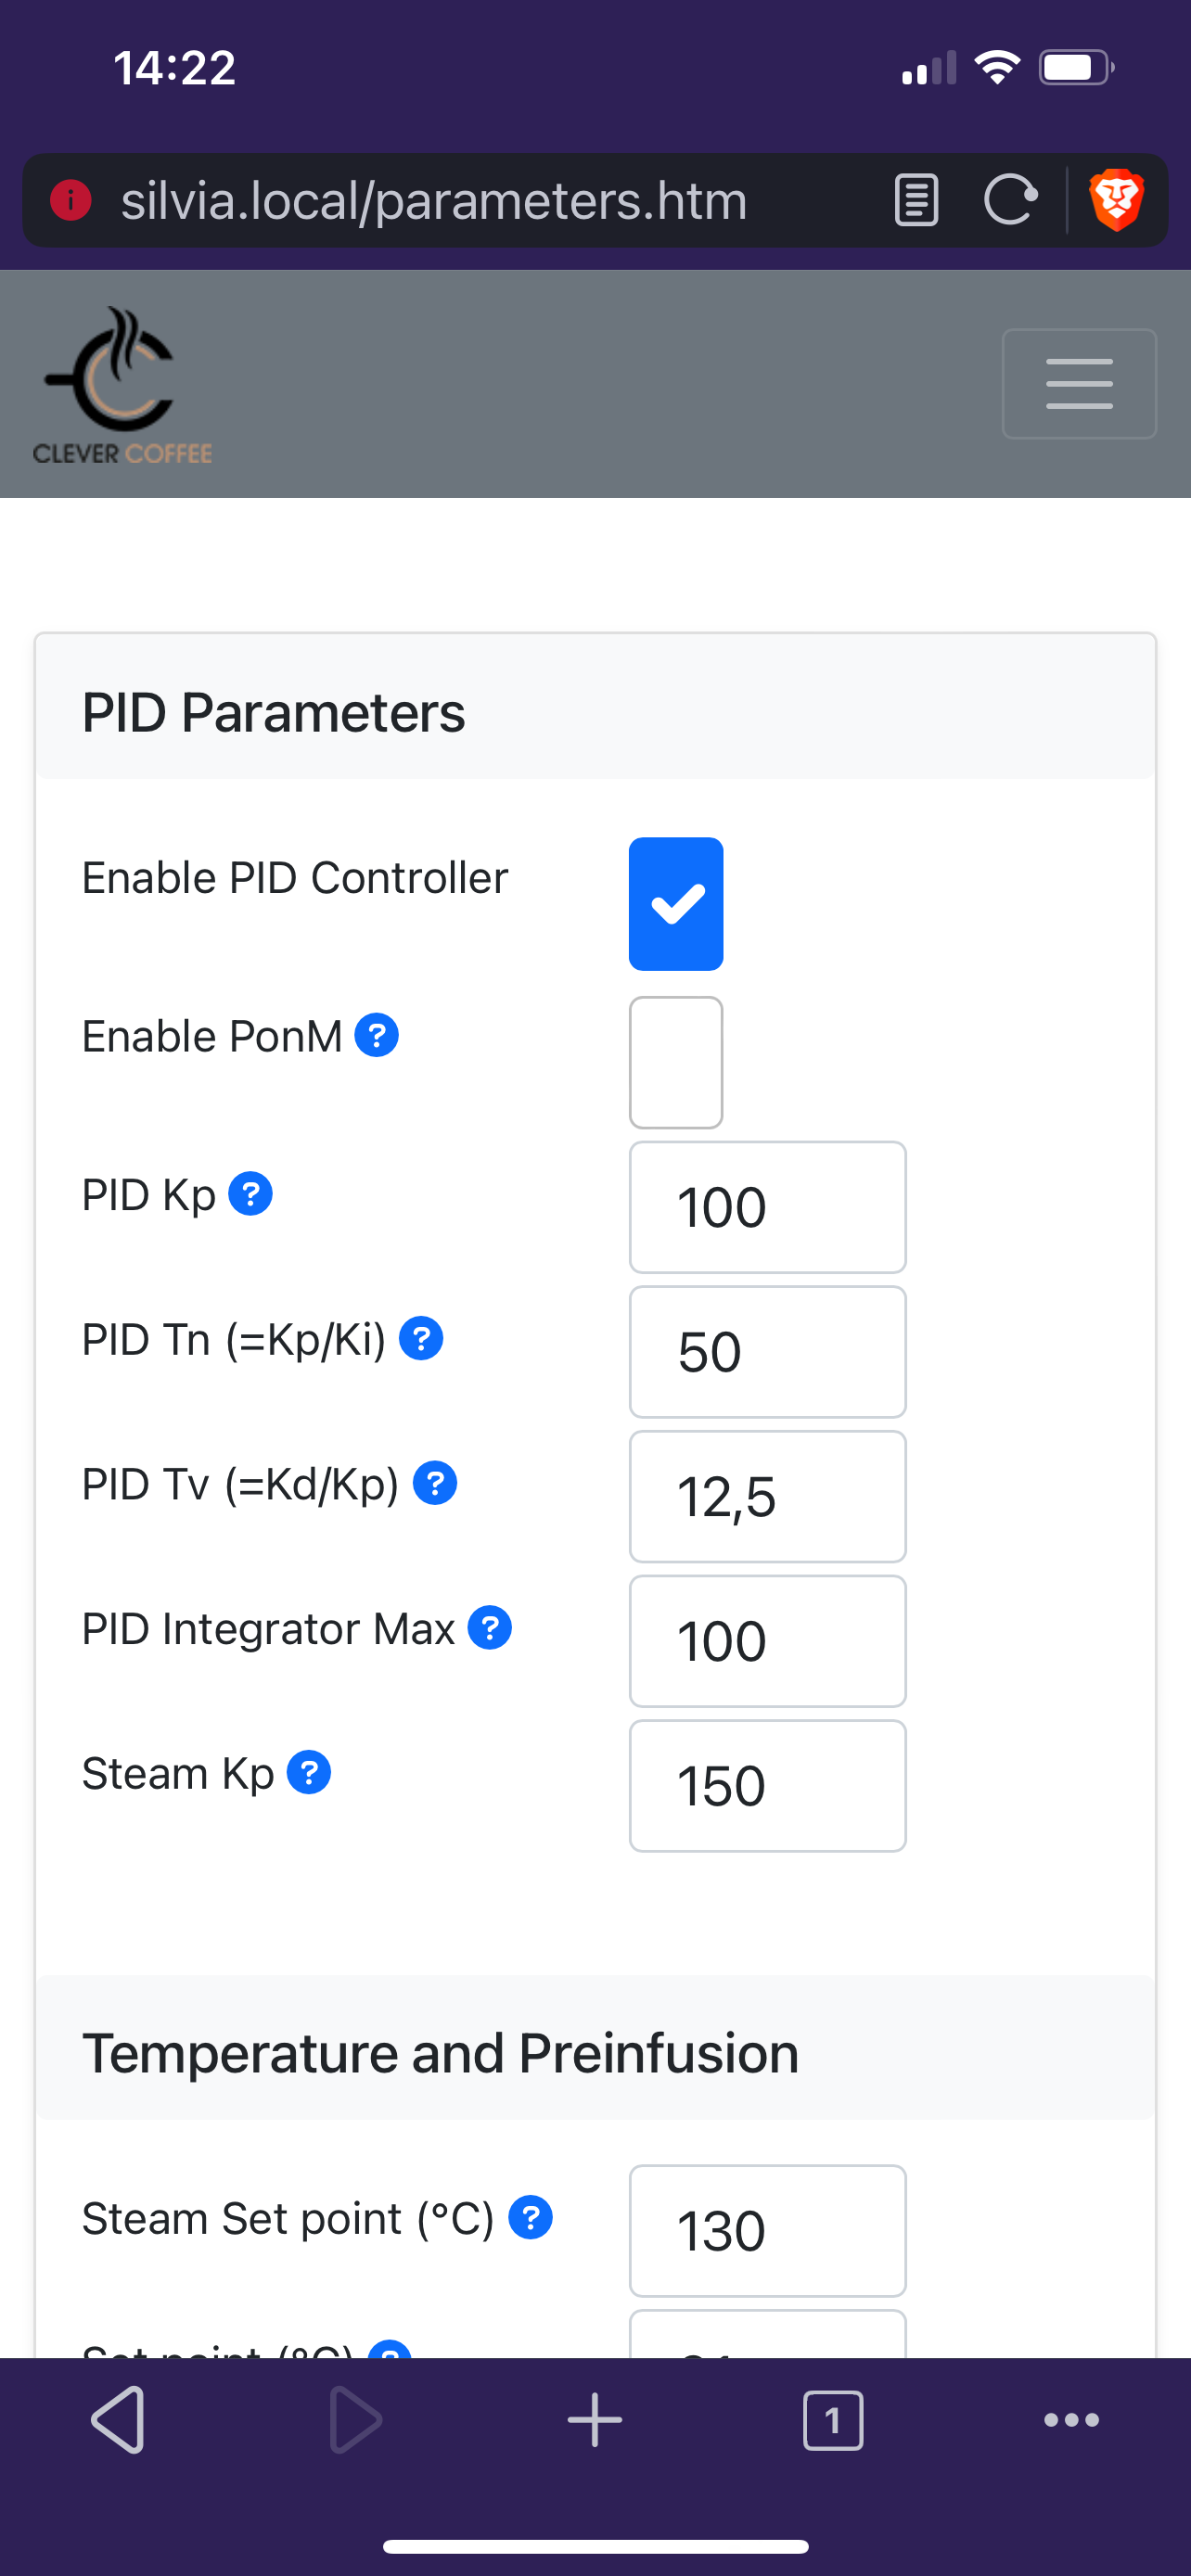 14:22
silvia.local/parameters.htm
CLEVER COFFEE
PID Parameters
Enable PID Controller
Enable PonM ?
PID Kp ? 100
PID Tn (=Kp/Ki) ? 50
PID Tv (=Kd/Kp) ? 12,5
PID Integrator Max ? 100
Steam Kp ? 150
Temperature and Preinfusion
Steam Set point (°C) ? 130
Set point (°C) ?
1